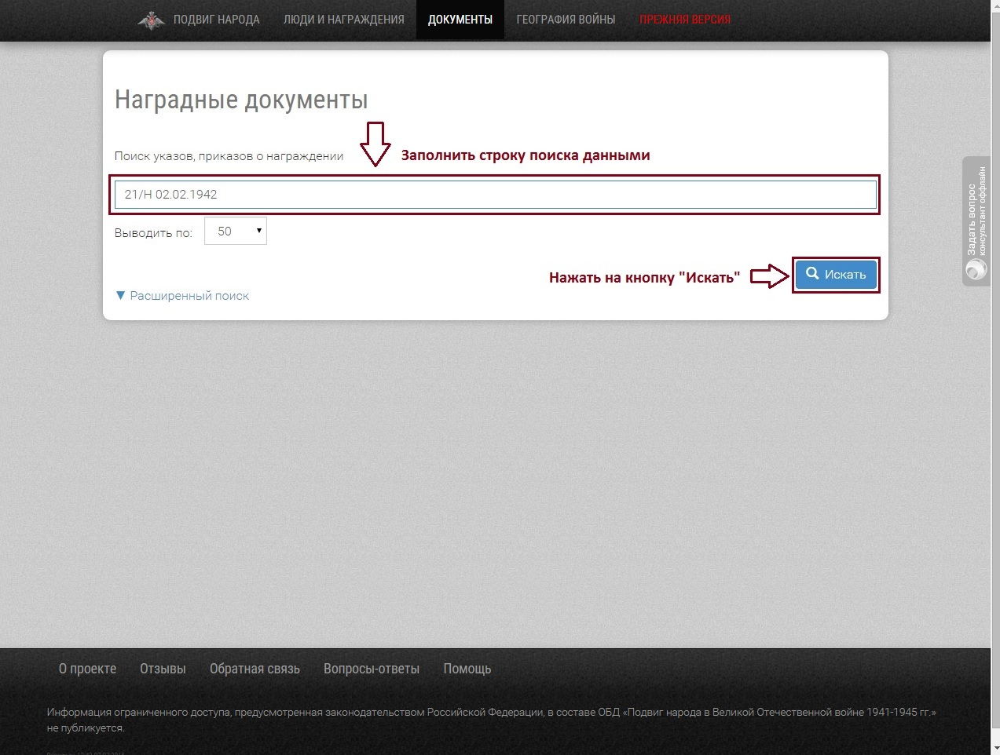 ПОДВИГ НАРОДА ЛЮДИ И НАГРАЖДЕНИЯ ДОКУМЕНТЫ ГЕОГРАФИЯ ВОЙНЫ ПРЕЖНЯЯ ВЕРСИЯ
Наградные документы
Поиск указов, приказов о награждении Заполнить строку поиска данными
21/Н 02.02.1942
Выводить по: 50
Нажать на кнопку "Искать" Искать
Расширенный поиск
Задать вопрос
консультант оффлайн
О проекте Отзывы Обратная связь Вопросы-ответы Помощь
Информация ограниченного доступа, предусмотренная законодательством Российской Федерации, в составе ОБД «Подвиг народа в Великой Отечественной войне 1941-1945 гг.»
не публикуется.